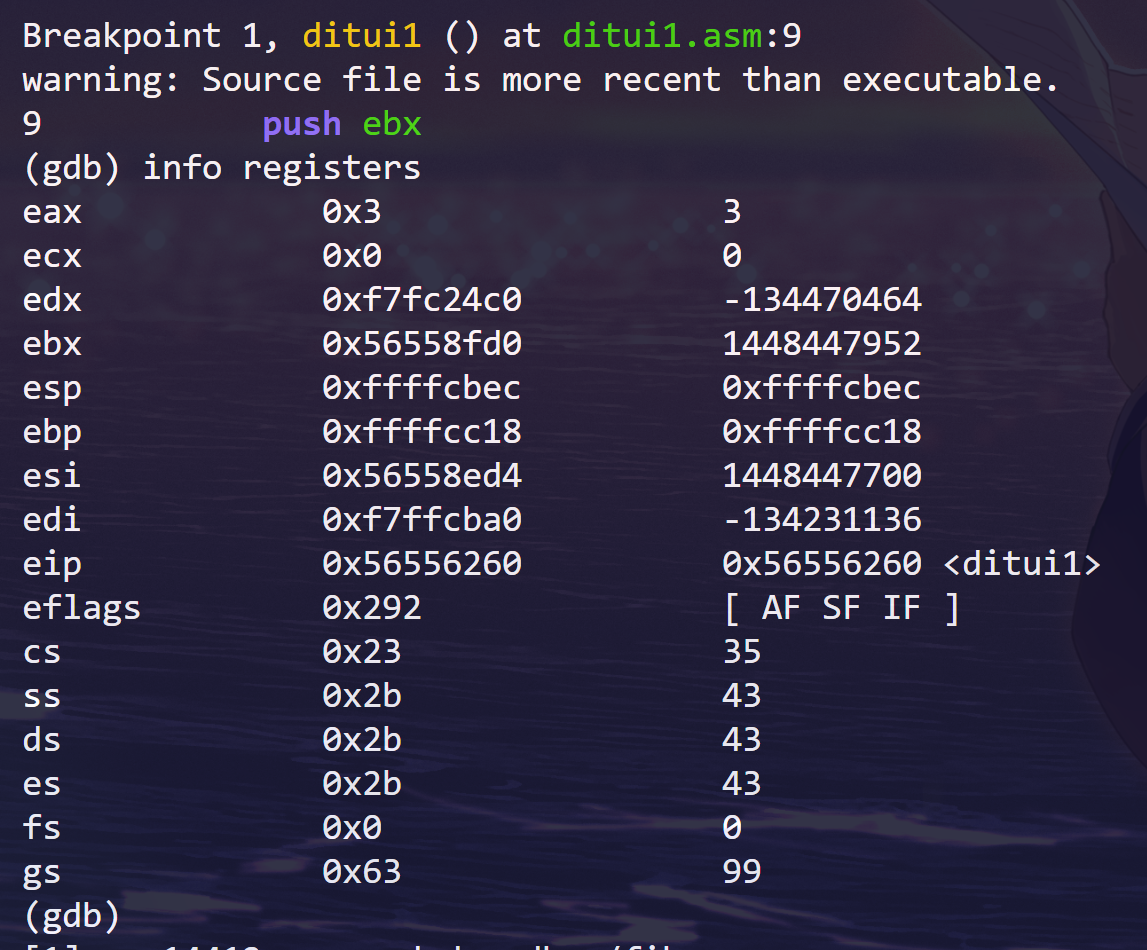 Breakpoint 1, ditui1 () at ditui1.asm:9
warning: Source file is more recent than executable.
9           push ebx
(gdb) info registers
eax            0x3                 3
ecx            0x0                 0
edx            0xf7fc24c0          -134470464
ebx            0x56558fd0          1448447952
esp            0xffffcbec          0xffffcbec
ebp            0xffffcc18          0xffffcc18
esi            0x56558ed4          1448447700
edi            0xf7ffcba0          -134231136
eip            0x56556260          0x56556260 <ditui1>
eflags         0x292               [ AF SF IF ]
cs             0x23                35
ss             0x2b                43
ds             0x2b                43
es             0x2b                43
fs             0x0                 0
gs             0x63                99
(gdb)